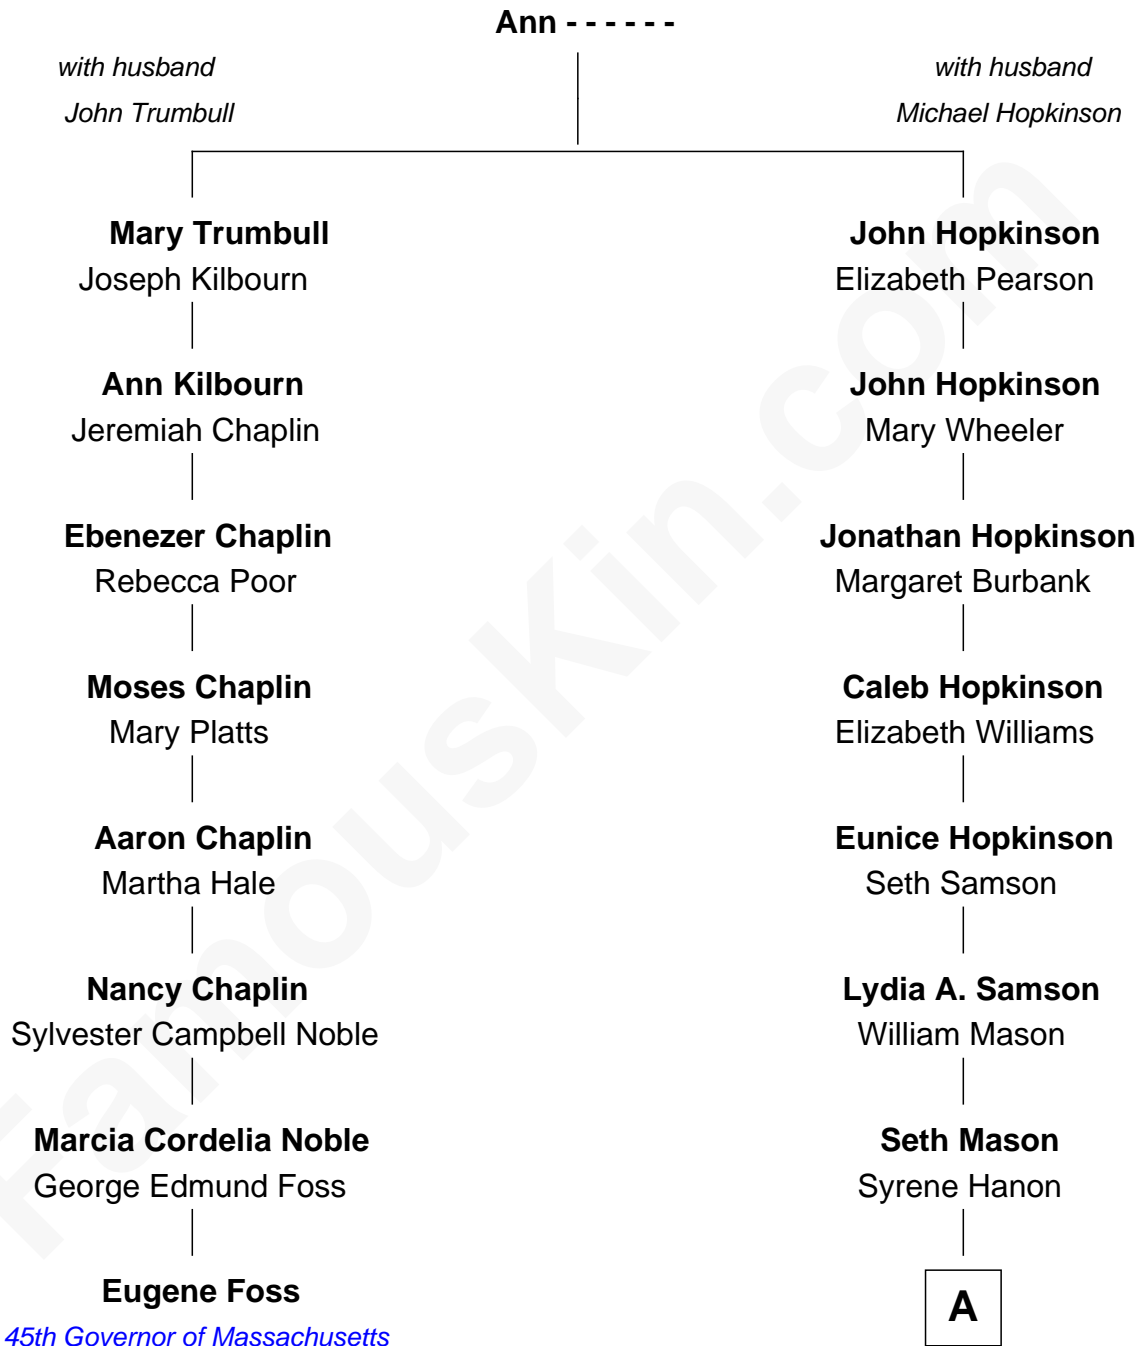 Ann - - - - - -
with husband
John Trumbull
with husband
Michael Hopkinson
Mary Trumbull
Joseph Kilbourn
John Hopkinson
Elizabeth Pearson
Ann Kilbourn
Jeremiah Chaplin
John Hopkinson
Mary Wheeler
Ebenezer Chaplin
Rebecca Poor
Jonathan Hopkinson
Margaret Burbank
Moses Chaplin
Mary Platts
Caleb Hopkinson
Elizabeth Williams
Aaron Chaplin
Martha Hale
Eunice Hopkinson
Seth Samson
Nancy Chaplin
Sylvester Campbell Noble
Lydia A. Samson
William Mason
Marcia Cordelia Noble
George Edmund Foss
Seth Mason
Syrene Hanon
Eugene Foss
45th Governor of Massachusetts
A
FamousKin.com